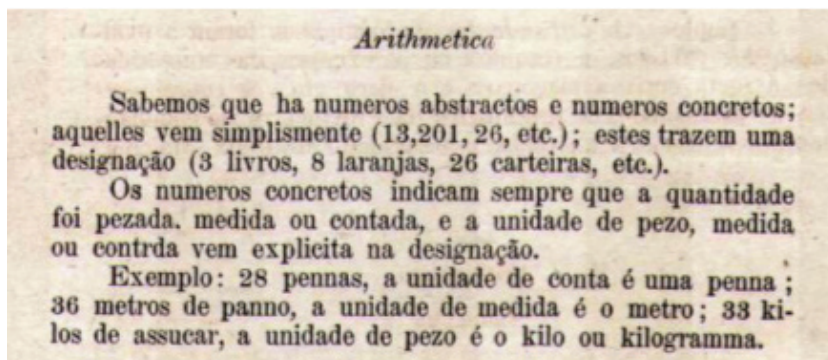 Arithmetica
Sabemos que ha numeros abstractos e numeros concretos;
aquelles vem simplismente (13,201, 26, etc.); estes trazem uma
designação (3 livros, 8 laranjas, 26 carteiras, etc.).
Os numeros concretos indicam sempre que a quantidade
foi pezada. medida ou contada, e a unidade de pezo, medida
ou contrda vem explicita na designação.
Exemplo: 28 pennas, a unidade de conta é uma penna ;
36 metros de panno, a unidade de medida é o metro; 33 ki-
los de assucar, a unidade de pezo é o kilo ou kilogramma.